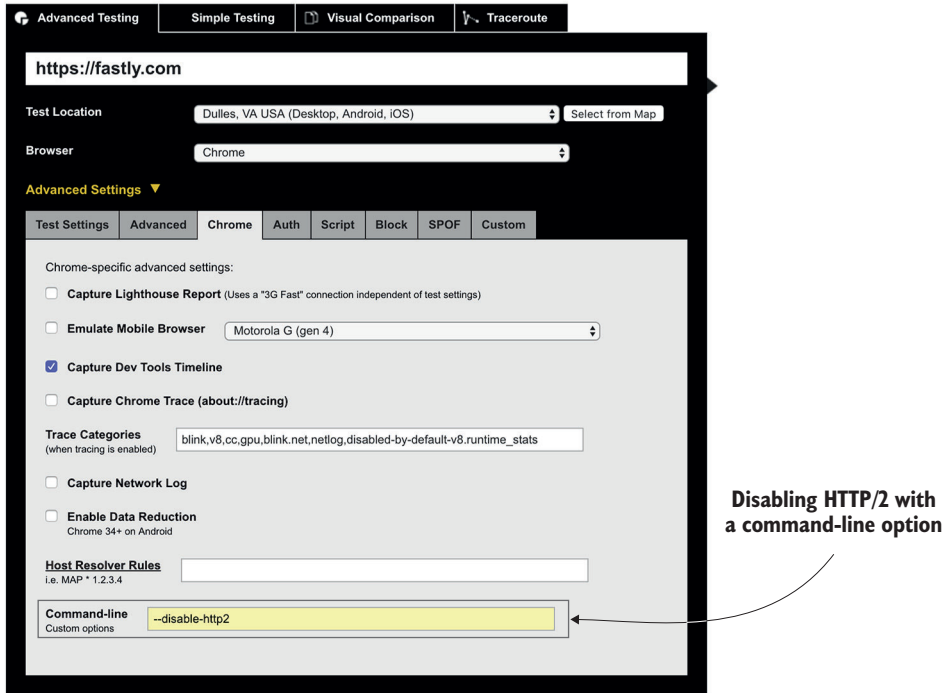 Advanced Testing
Simple Testing
Visual Comparison
Traceroute
https://fastly.com
Test Location
Dulles, VA USA (Desktop, Android, iOS)
Select from Map
Browser
Chrome
Advanced Settings ▼
Test Settings
Advanced
Chrome
Auth
Script
Block
SPOF
Custom
Chrome-specific advanced settings:
Capture Lighthouse Report (Uses a "3G Fast" connection independent of test settings)
Emulate Mobile Browser
Motorola G (gen 4)
Capture Dev Tools Timeline
Capture Chrome Trace (about://tracing)
Trace Categories
(when tracing is enabled)
blink,v8,cc,gpu,blink.net,netlog,disabled-by-default-v8.runtime_stats
Capture Network Log
Enable Data Reduction
Chrome 34+ on Android
Host Resolver Rules
i.e. MAP * 1.2.3.4
Command-line
Custom options
--disable-http2
Disabling HTTP/2 with
a command-line option